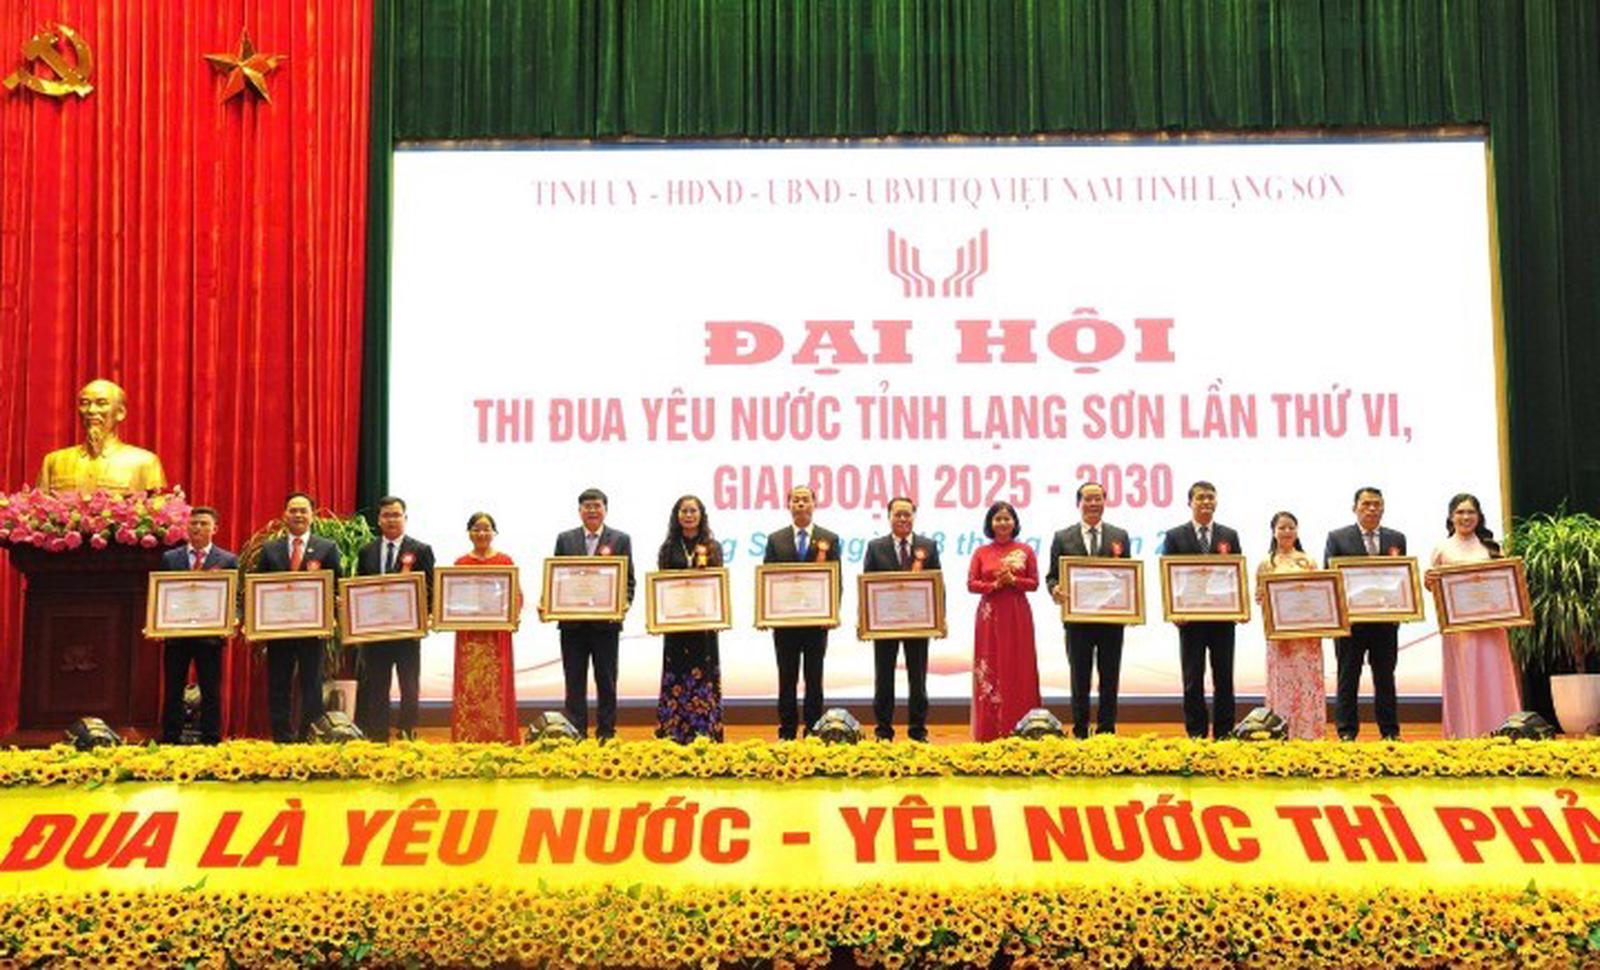 TỈNH ỦY - HĐND - UBND - UBMTTQ VIỆT NAM TỈNH LẠNG SƠN
ĐẠI HỘI
THI ĐUA YÊU NƯỚC TỈNH LẠNG SƠN LẦN THỨ VI,
GIAI ĐOẠN 2025 - 2030
ĐUA LÀ YÊU NƯỚC - YÊU NƯỚC THÌ PHẢ